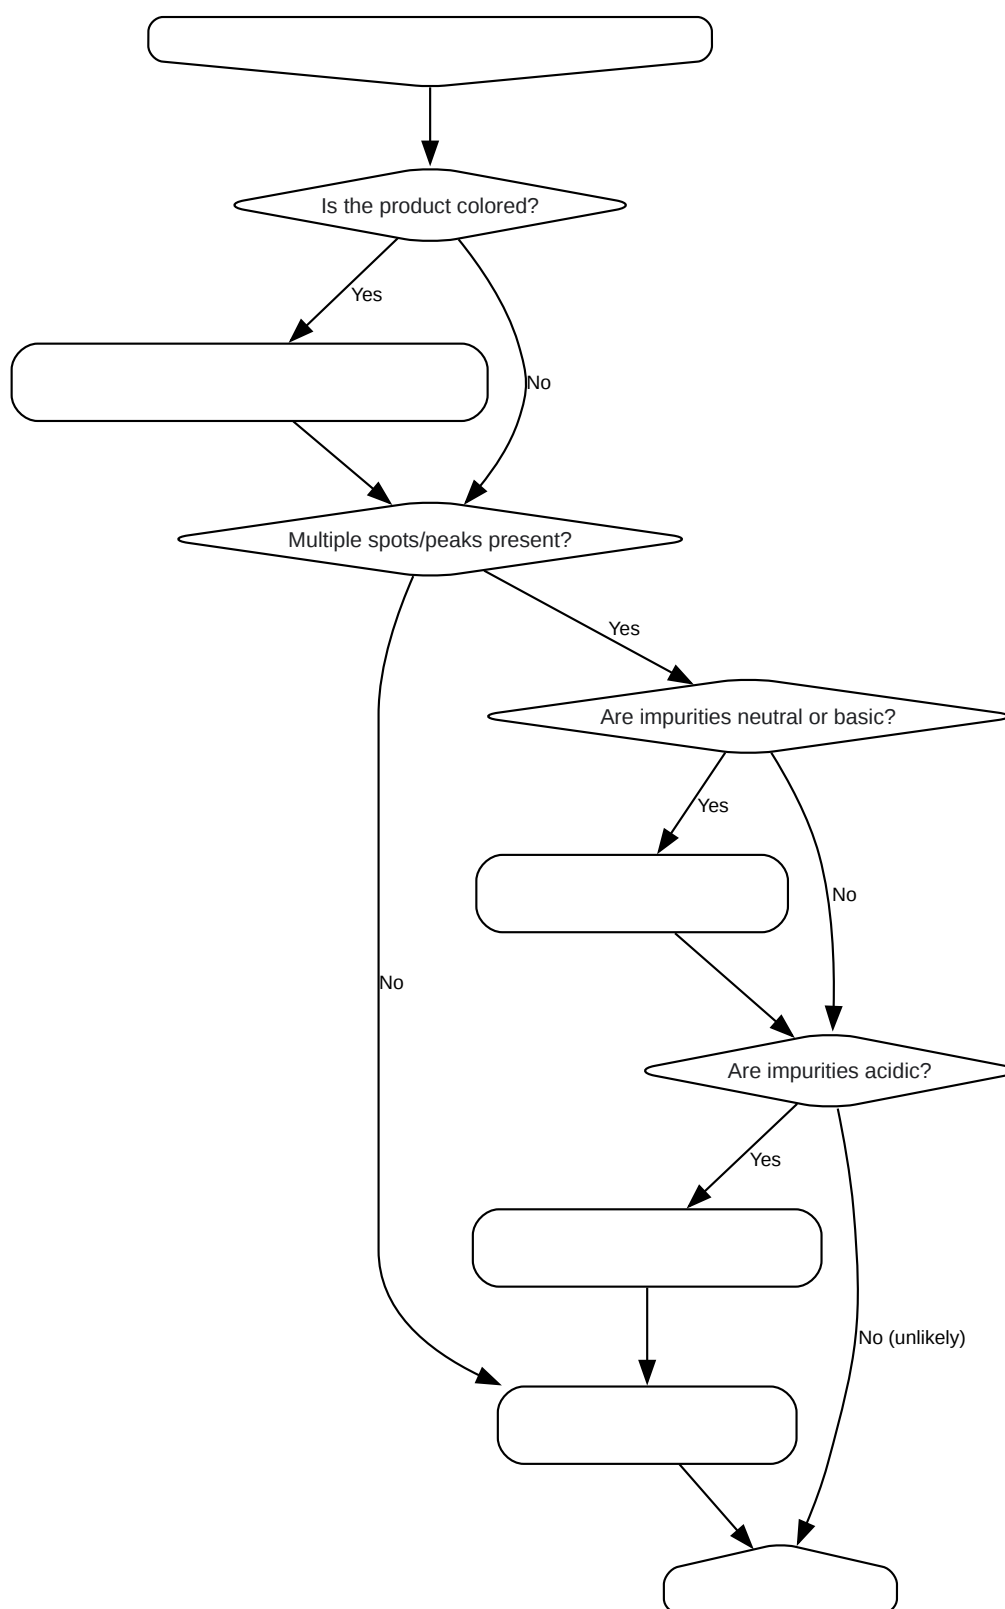 Is the product colored?
Yes
No
Multiple spots/peaks present?
Yes
Are impurities neutral or basic?
Yes
No
No
Are impurities acidic?
Yes
No (unlikely)